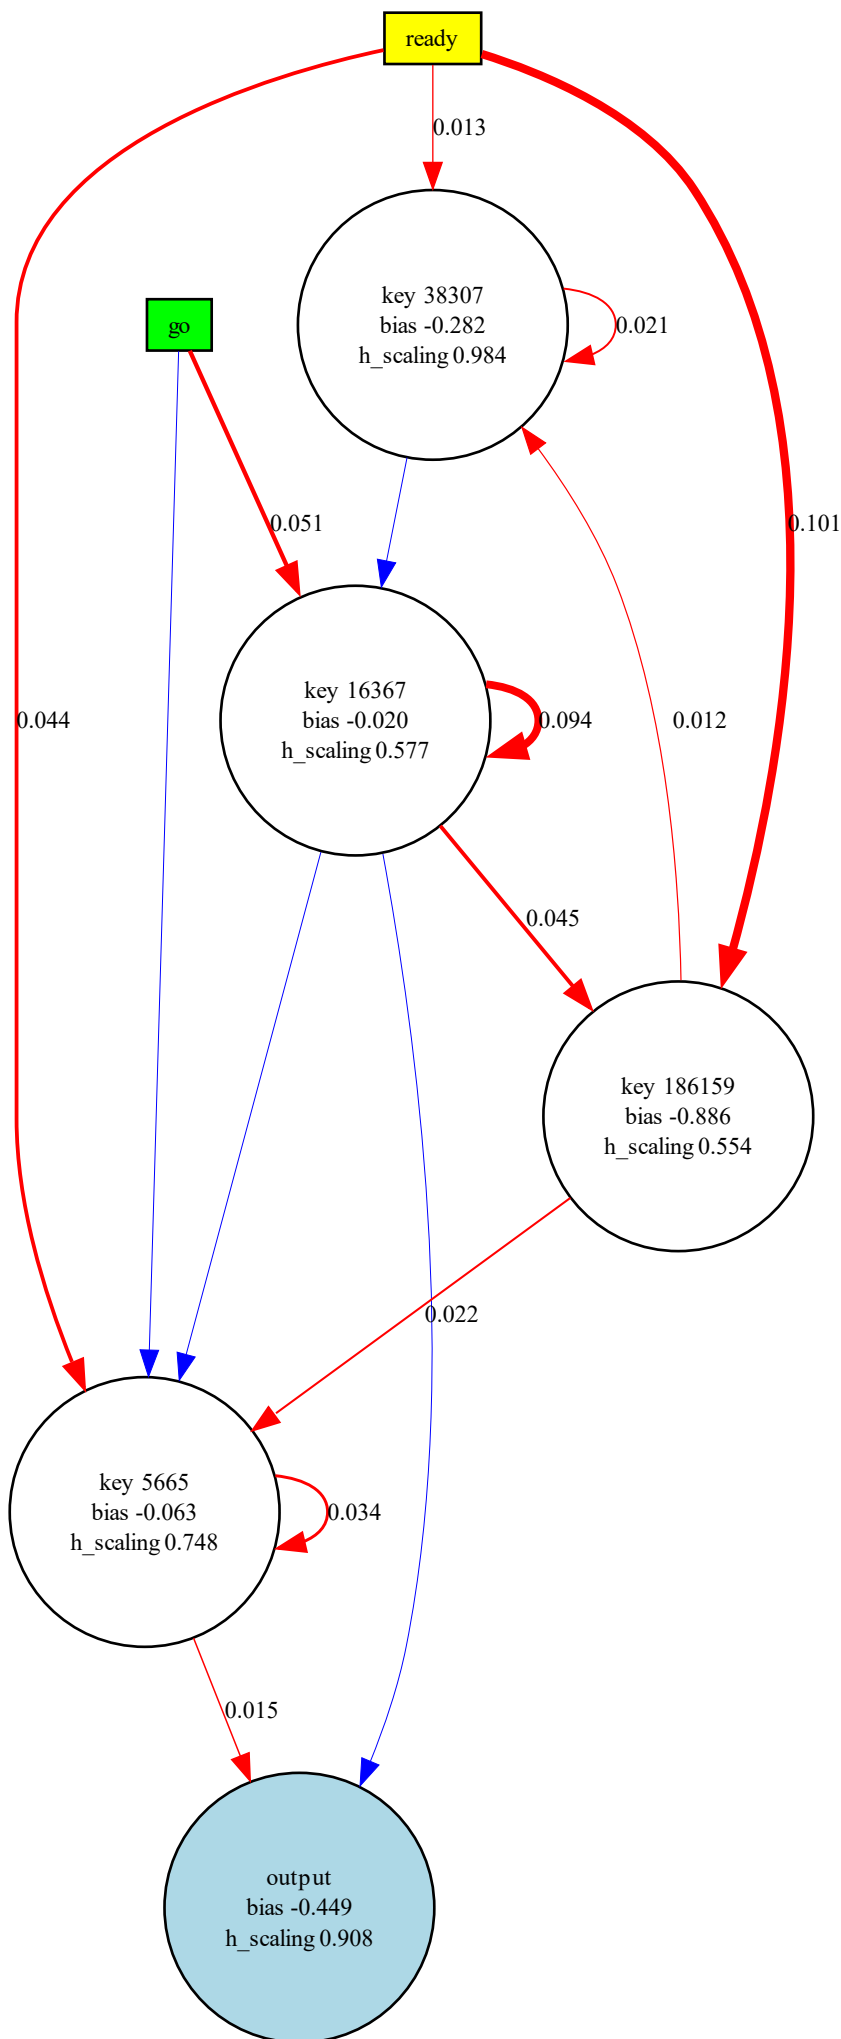 ready
0.013
key 38307
bias -0.282
h_scaling 0.984
0.021
go
0.051
0.101
key 16367
bias -0.020
h_scaling 0.577
0.094
0.044
0.012
0.045
key 186159
bias -0.886
h_scaling 0.554
0.022
key 5665
bias -0.063
h_scaling 0.748
0.034
0.015
output
bias -0.449
h_scaling 0.908